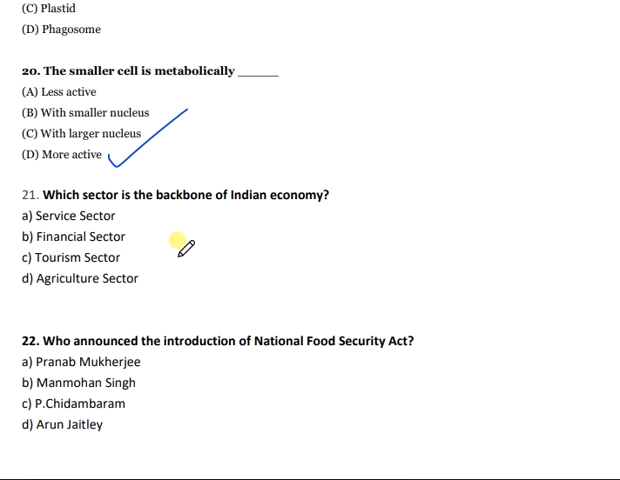 (C) Plastid
(D) Phagosome
20. The smaller cell is metabolically ______
(A) Less active
(B) With smaller nucleus
(C) With larger nucleus
(D) More active
21. Which sector is the backbone of Indian economy?
a) Service Sector
b) Financial Sector
c) Tourism Sector
d) Agriculture Sector
22. Who announced the introduction of National Food Security Act?
a) Pranab Mukherjee
b) Manmohan Singh
c) P.Chidambaram
d) Arun Jaitley